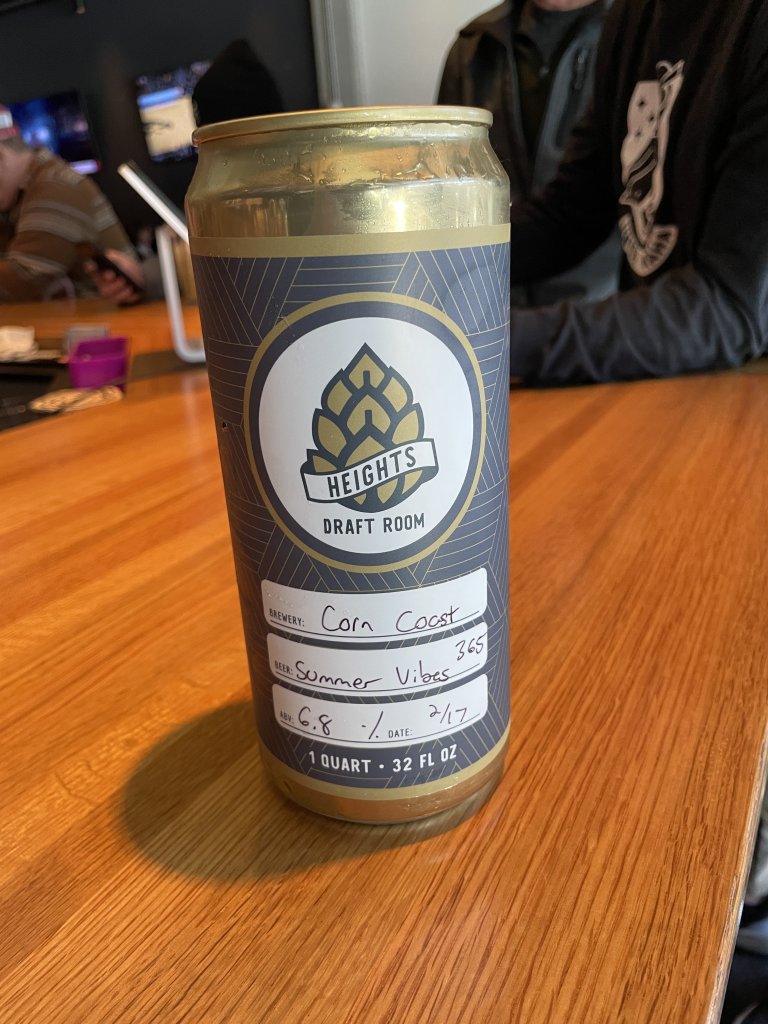 HEIGHTS
DRAFT ROOM
BREWERY: Corn Coast
365
BEER: Summer Vibes
ABV: 6.8 % DATE: 2/17
1 QUART • 32 FL OZ